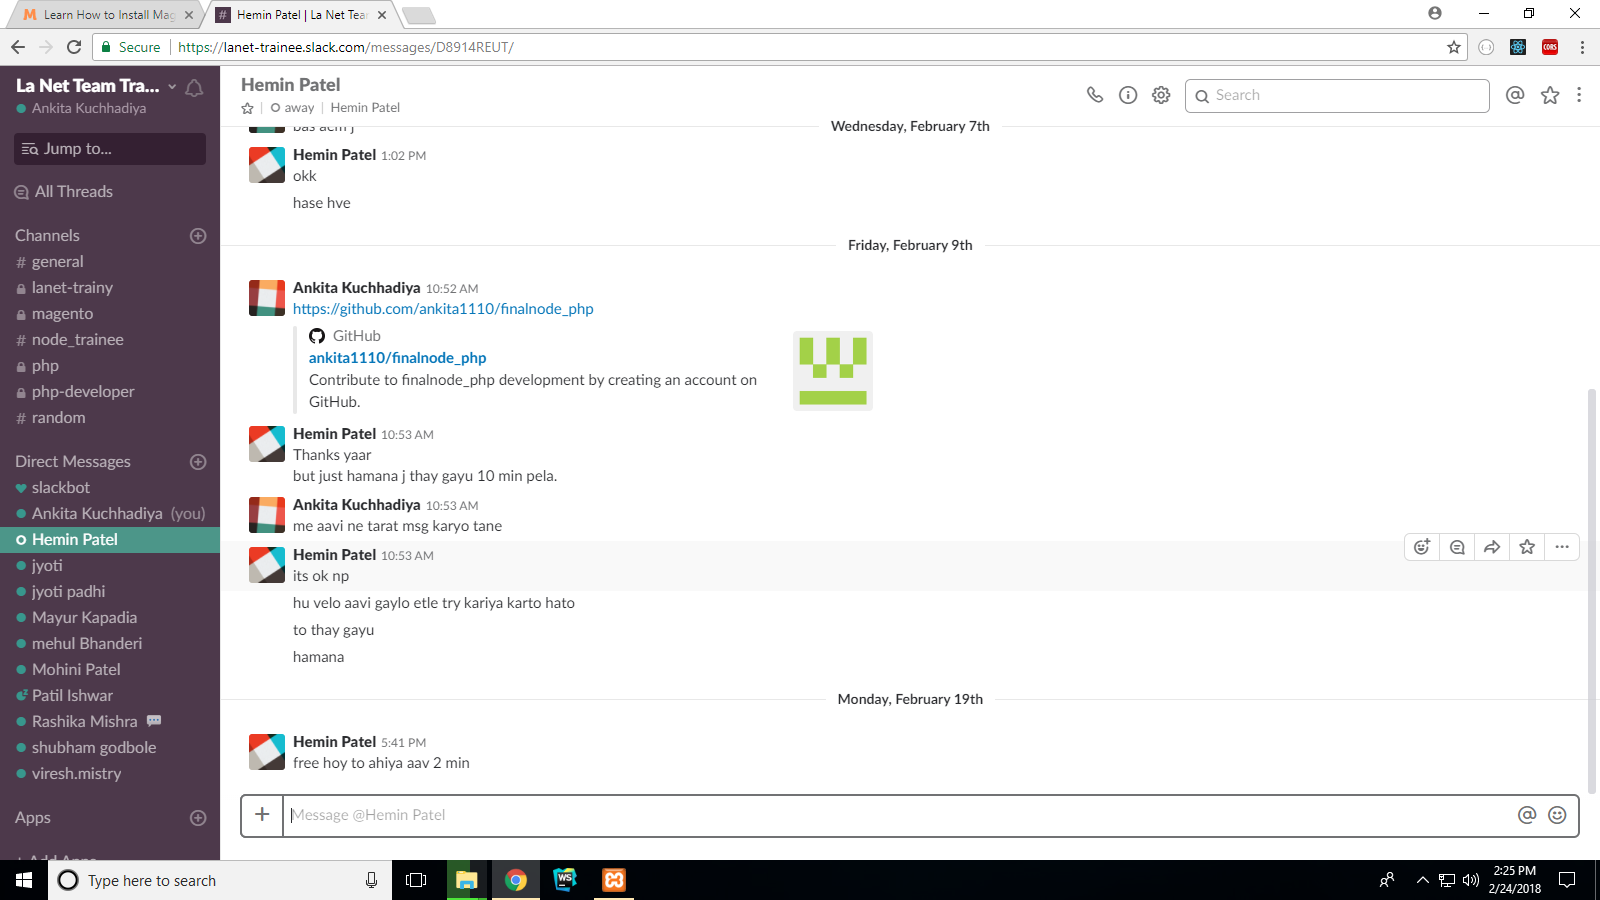 Learn How to Install Mag
Hemin Patel | La Net Tea
Secure
https://lanet-trainee.slack.com/messages/D8914REUT/
CORS
La Net Team Tra...
Ankita Kuchhadiya
Jump to...
All Threads
Channels
# general
lanet-trainy
magento
# node_trainee
php
php-developer
# random
Direct Messages
slackbot
Ankita Kuchhadiya (you)
Hemin Patel
jyoti
jyoti padhi
Mayur Kapadia
mehul Bhanderi
Mohini Patel
Patil Ishwar
Rashika Mishra
shubham godbole
viresh.mistry
Apps
+ Add Apps
Hemin Patel
away
Hemin Patel
Search
Wednesday, February 7th
Hemin Patel 1:02 PM
okk
hase hve
Friday, February 9th
Ankita Kuchhadiya 10:52 AM
https://github.com/ankita1110/finalnode_php
GitHub
ankita1110/finalnode_php
Contribute to finalnode_php development by creating an account on
GitHub.
Hemin Patel 10:53 AM
Thanks yaar
but just hamana j thay gayu 10 min pela.
Ankita Kuchhadiya 10:53 AM
me aavi ne tarat msg karyo tane
Hemin Patel 10:53 AM
its ok np
hu velo aavi gaylo etle try kariya karto hato
to thay gayu
hamana
Monday, February 19th
Hemin Patel 5:41 PM
free hoy to ahiya aav 2 min
Message @Hemin Patel
Type here to search
WS
2:25 PM
2/24/2018